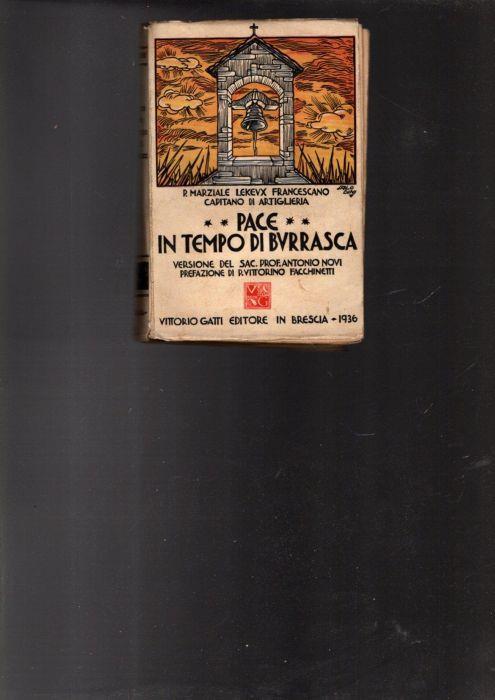 P. MARZIALE LEKEVX FRANCESCANO
CAPITANO DI ARTIGLIERIA
** PACE **
IN TEMPO DI BVRRASCA
VERSIONE DEL SAC. PROF. ANTONIO NOVI
PREFAZIONE DI P. VITTORINO FACCHINETTI
VITTORIO GATTI EDITORE IN BRESCIA - 1936